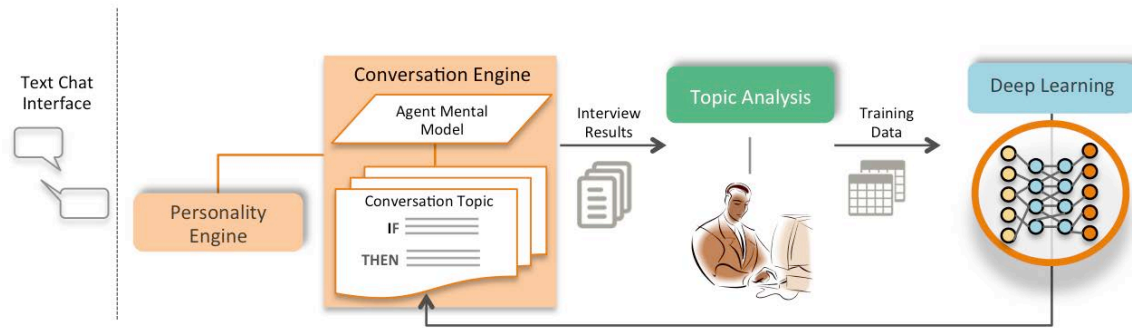 Text Chat
Interface
Personality
Engine
Conversation Engine
Agent Mental
Model
Conversation Topic
IF
THEN
Interview
Results
Topic Analysis
Training
Data
Deep Learning